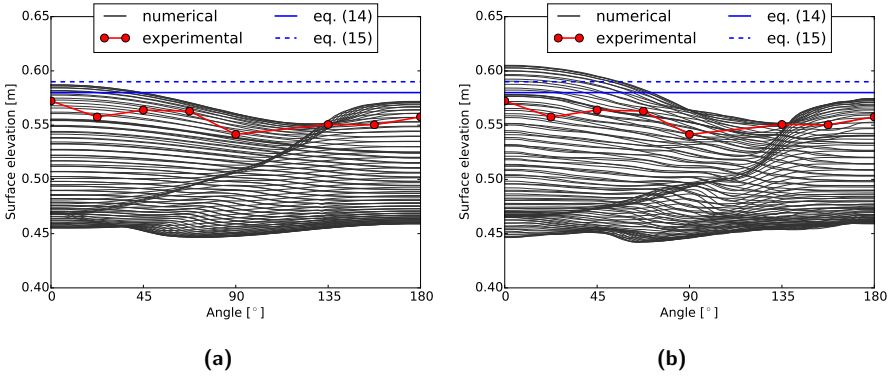 numerical
experimental
eq. (14)
eq. (15)
Surface elevation [m]
0.65
0.60
0.55
0.50
0.45
0.40
0 45 90 135 180
Angle [°]
(a)
numerical
experimental
eq. (14)
eq. (15)
Surface elevation [m]
0.65
0.60
0.55
0.50
0.45
0.40
0 45 90 135 180
Angle [°]
(b)